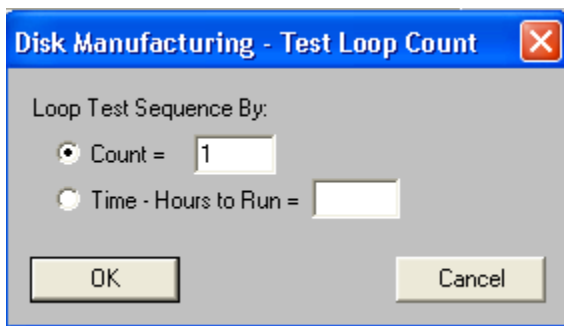 Disk Manufacturing - Test Loop Count
Loop Test Sequence By:
Count = 1
Time - Hours to Run =
OK Cancel